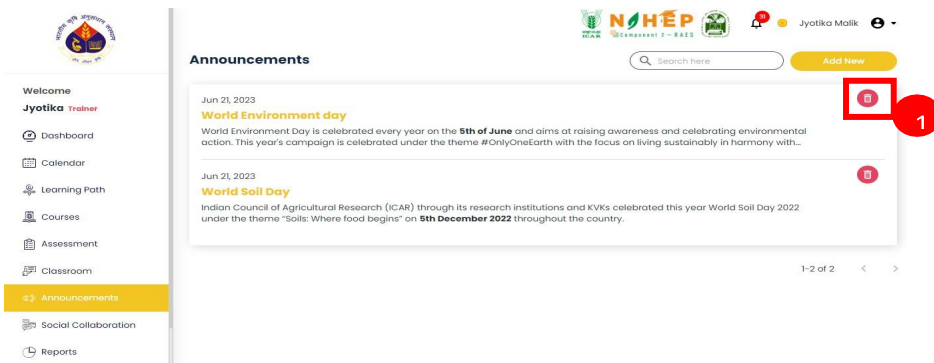 ICAR
NAHEP
Component 2 - RAES
31
Jyotika Malik
Announcements
Search here
Add New
Welcome
Jyotika Trainer
Dashboard
Calendar
Learning Path
Courses
Assessment
Classroom
Announcements
Social Collaboration
Reports
Jun 21, 2023
World Environment day
World Environment Day is celebrated every year on the 5th of June and aims at raising awareness and celebrating environmental
action. This year's campaign is celebrated under the theme #OnlyOneEarth with the focus on living sustainably in harmony with...
1
Jun 21, 2023
World Soil Day
Indian Council of Agricultural Research (ICAR) through its research institutions and KVKs celebrated this year World Soil Day 2022
under the theme "Soils: Where food begins" on 5th December 2022 throughout the country.
1-2 of 2